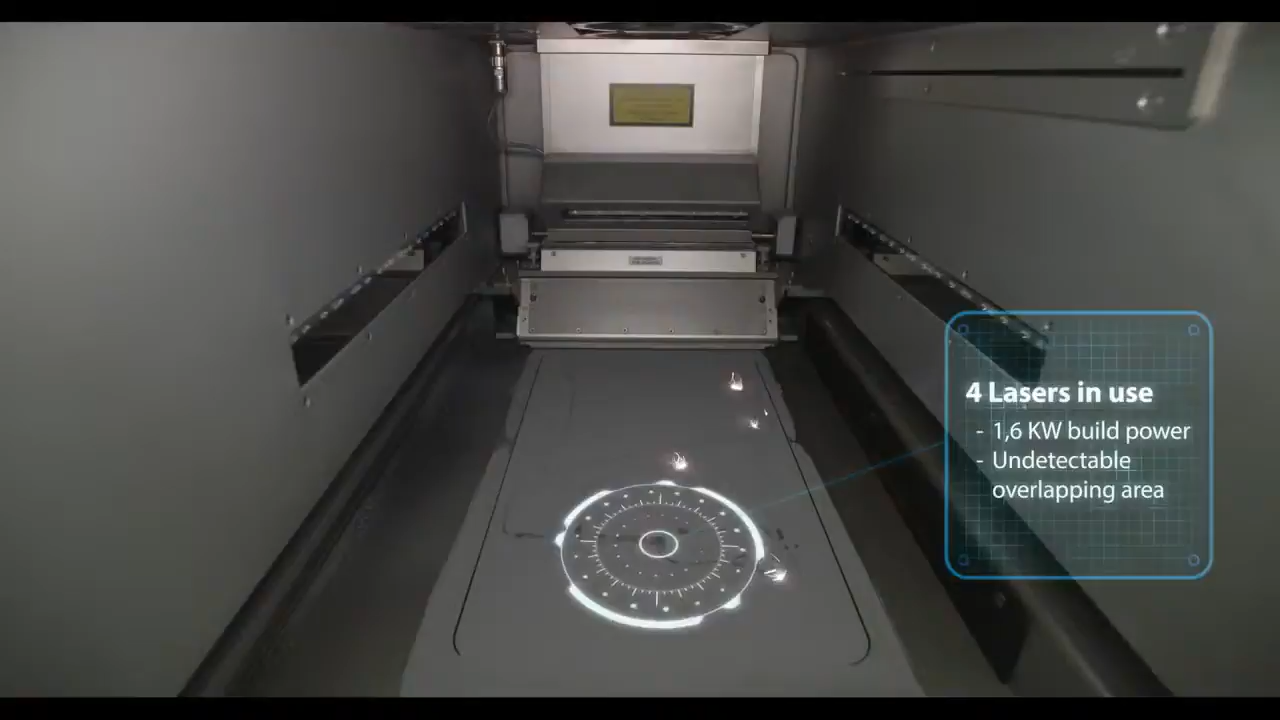 4 Lasers in use
- 1,6 KW build power
- Undetectable
overlapping area